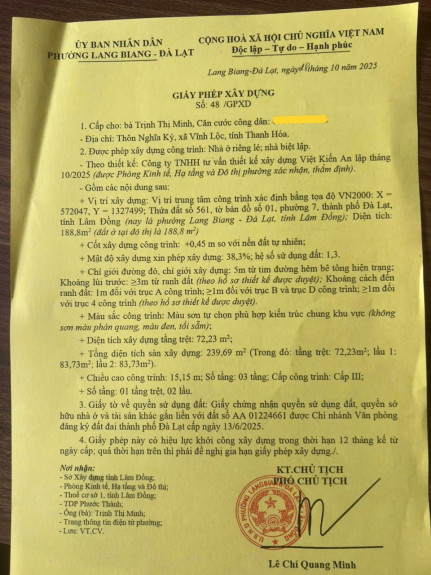 ỦY BAN NHÂN DÂN
PHƯỜNG LANG BIANG - ĐÀ LẠT
CỘNG HOÀ XÃ HỘI CHỦ NGHĨA VIỆT NAM
Độc lập – Tự do – Hạnh phúc
Lang Biang-Đà Lạt, ngày tháng 10 năm 2025
GIẤY PHÉP XÂY DỰNG
Số: 48 /GPXD
1. Cấp cho: bà Trịnh Thị Minh, Căn cước công dân:
- Địa chỉ: Thôn Nghĩa Kỳ, xã Vĩnh Lộc, tỉnh Thanh Hóa.
2. Được phép xây dựng công trình: Nhà ở riêng lẻ; nhà biệt lập.
- Theo thiết kế: Công ty TNHH tư vấn thiết kế xây dựng Việt Kiến An lập tháng
10/2025 (được Phòng Kinh tế, Hạ tầng và Đô thị phường xác nhận, thẩm định).
- Gồm các nội dung sau:
+ Vị trí xây dựng: Vị trí trung tâm công trình xác định bằng tọa độ VN2000: X =
572047, Y = 1327499; Thửa đất số 561, tờ bản đồ số 01, phường 7, thành phố Đà Lạt,
tỉnh Lâm Đồng (nay là phường Lang Biang - Đà Lạt, tỉnh Lâm Đồng); Diện tích:
188,8m² (đất ở tại đô thị là 188,8 m²)
+ Cốt xây dựng công trình: +0,45 m so với nền đất tự nhiên;
+ Mật độ xây dựng xin phép xây dựng: 38,3%; hệ số sử dụng đất: 1,3.
+ Chỉ giới đường đỏ, chỉ giới xây dựng: 5m từ tim đường hẻm bê tông hiện trạng;
Khoảng lùi trước: ≥3m từ ranh đất (theo hồ sơ thiết kế được duyệt); Khoảng cách đến
ranh đất: 1m đối với trục A công trình; ≥1m đối với trục B và trục D công trình; ≥1m đối
với trục 4 công trình (theo hồ sơ thiết kế được duyệt).
+ Màu sắc công trình: Màu sơn tự chọn phù hợp kiến trúc chung khu vực (không
sơn màu phản quang, màu đen, tối sẫm);
+ Diện tích xây dựng tầng trệt: 72,23 m²;
+ Tổng diện tích sàn xây dựng: 239,69 m² (Trong đó: tầng trệt: 72,23m²; lầu 1:
83,73m²; lầu 2: 83,73m²).
+ Chiều cao công trình: 15,15 m; Số tầng: 03 tầng; Cấp công trình: Cấp III;
+ Số tầng: 01 tầng trệt, 02 lầu.
3. Giấy tờ về quyền sử dụng đất: Giấy chứng nhận quyền sử dụng đất, quyền sở
hữu nhà ở và tài sản khác gắn liền với đất số AA 01224661 được Chi nhánh Văn phòng
đăng ký đất đai thành phố Đà Lạt cấp ngày 13/6/2025.
4. Giấy phép này có hiệu lực khởi công xây dựng trong thời hạn 12 tháng kể từ
ngày cấp; quá thời hạn trên thì phải đề nghị gia hạn giấy phép xây dựng./.
Nơi nhận:
- Sở Xây dựng tỉnh Lâm Đồng;
- Phòng Kinh tế, Hạ tầng và Đô thị;
- Thuế cơ sở 1, tỉnh Lâm Đồng;
- TDP Phước Thành;
- Ông (bà): Trịnh Thị Minh;
- Trang thông tin điện tử phường;
- Lưu: VT.CV.
KT.CHỦ TỊCH
PHÓ CHỦ TỊCH
Lê Chí Quang Minh